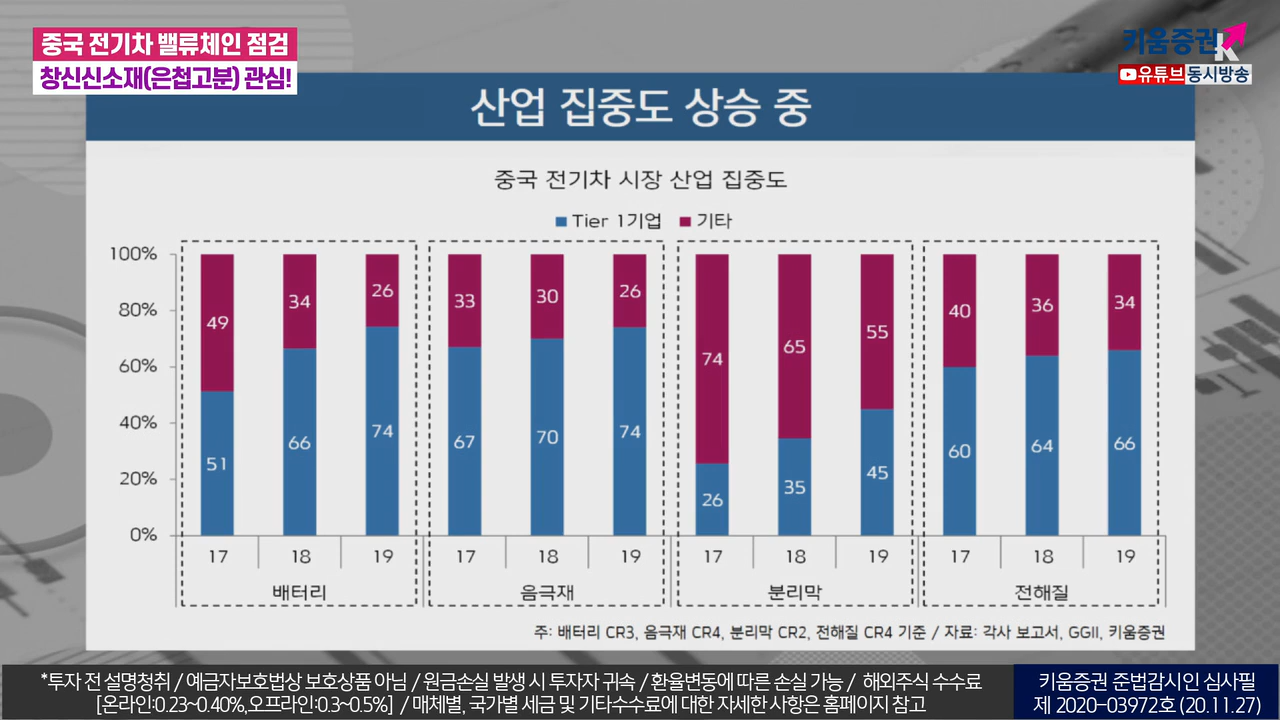 중국 전기차 밸류체인 점검
창신신소재(은첩고분) 관심!
키움증권
유튜브동시방송
산업 집중도 상승 중
중국 전기차 시장 산업 집중도
Tier 1기업 기타
100%
80%
60%
40%
20%
0%
49 34 26 33 30 26 74 65 55 40 36 34
51 66 74 67 70 74 26 35 45 60 64 66
17 18 19 17 18 19 17 18 19 17 18 19
배터리 음극재 분리막 전해질
주: 배터리 CR3, 음극재 CR4, 분리막 CR2, 전해질 CR4 기준 / 자료: 각사 보고서, GGII, 키움증권
*투자 전 설명청취 / 예금자보호법상 보호상품 아님 / 원금손실 발생 시 투자자 귀속 / 환율변동에 따른 손실 가능 / 해외주식 수수료
[온라인:0.23~0.40%,오프라인:0.3~0.5%] / 매체별, 국가별 세금 및 기타수수료에 대한 자세한 사항은 홈페이지 참고
키움증권 준법감시인 심사필
제 2020-03972호 (20.11.27)